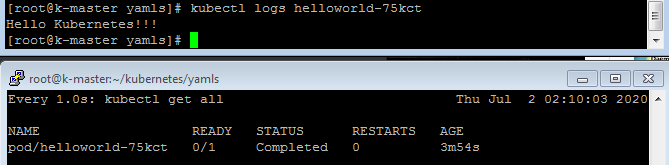 [root@k-master yamls]# kubectl logs helloworld-75kct
Hello Kubernetes!!!
[root@k-master yamls]#
root@k-master:~/kubernetes/yamls
Every 1.0s: kubectl get all Thu Jul 2 02:10:03 2020
NAME READY STATUS RESTARTS AGE
pod/helloworld-75kct 0/1 Completed 0 3m54s